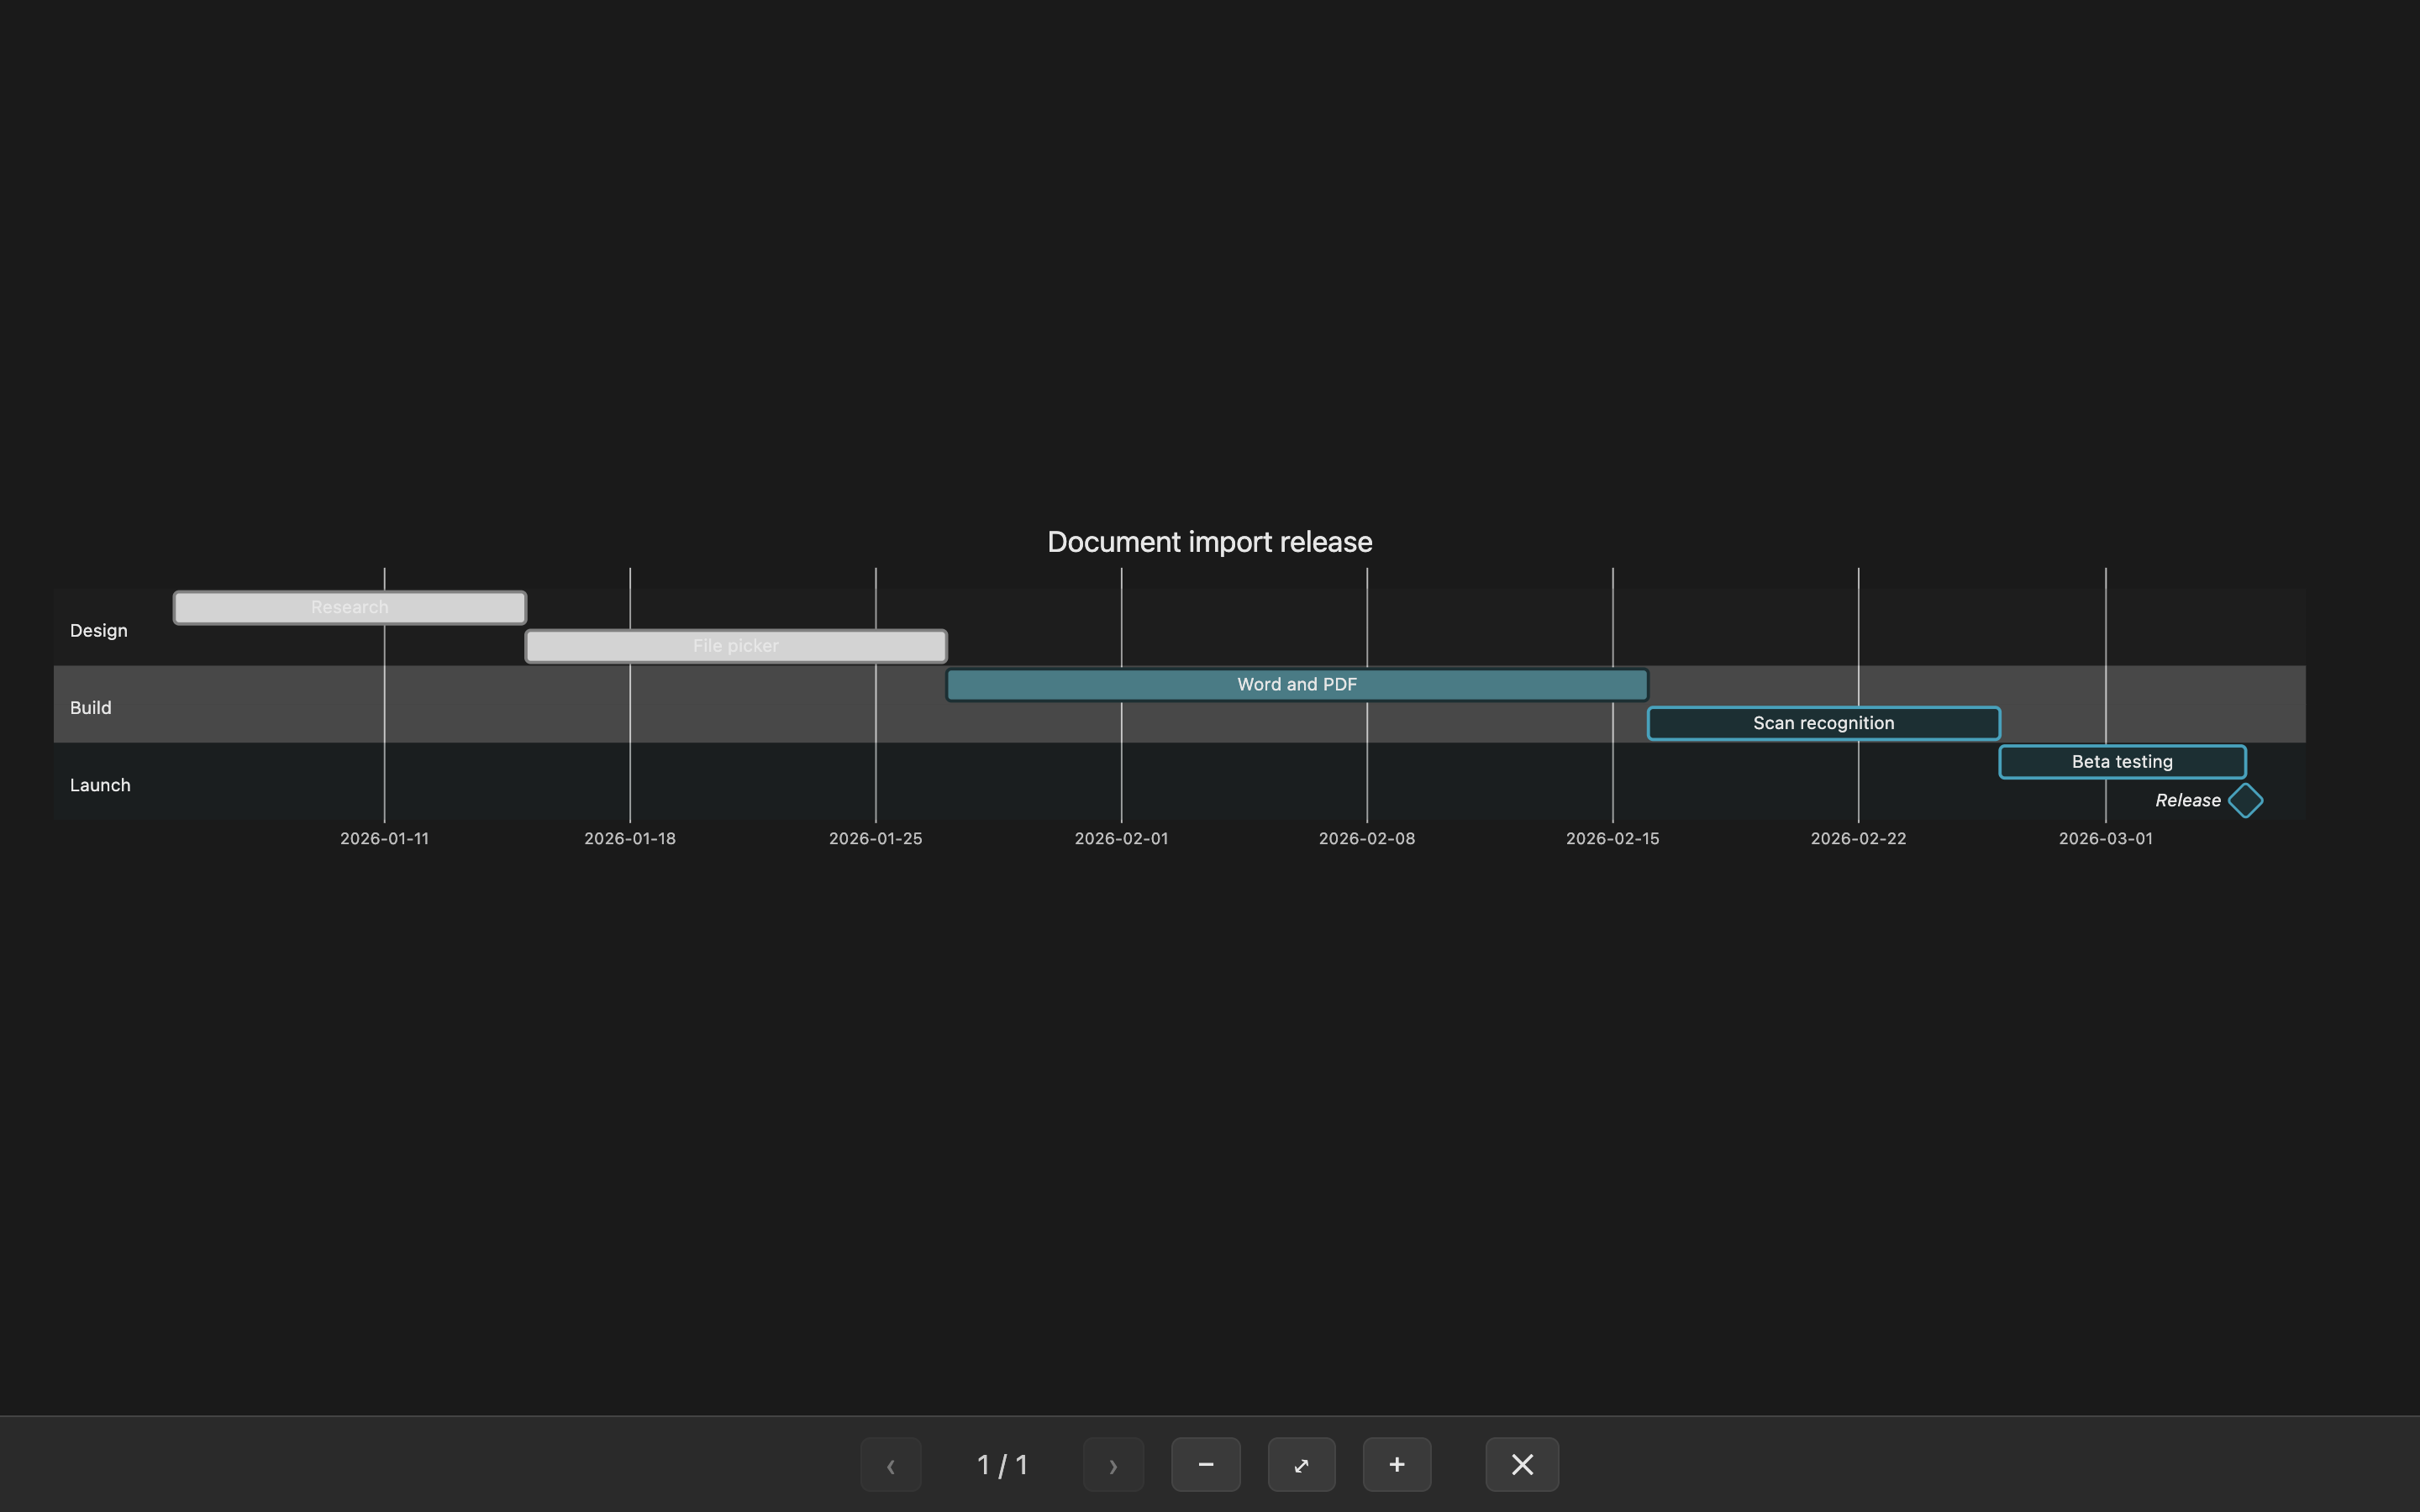 Document import release
Research
Design
File picker
Word and PDF
Build
Scan recognition
Beta testing
Launch
Release
2026-01-11 2026-01-18 2026-01-25 2026-02-01 2026-02-08 2026-02-15 2026-02-22 2026-03-01
1 / 1